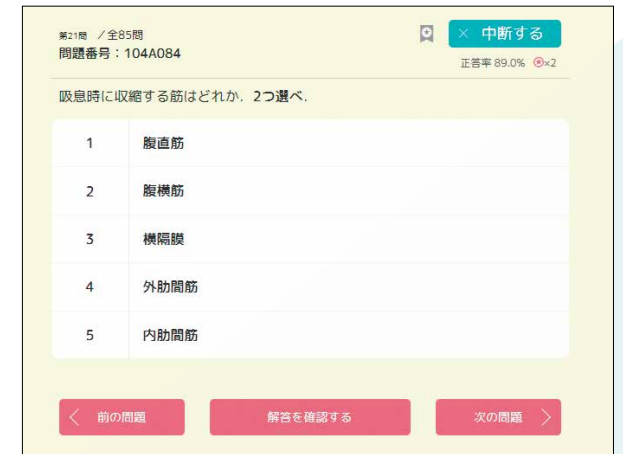 第21問 /全85問
問題番号:104A084
× 中断する
正答率 89.0% ×2
吸息時に収縮する筋はどれか. 2つ選べ.
1 腹直筋
2 腹横筋
3 横隔膜
4 外肋間筋
5 内肋間筋
前の問題
解答を確認する
次の問題